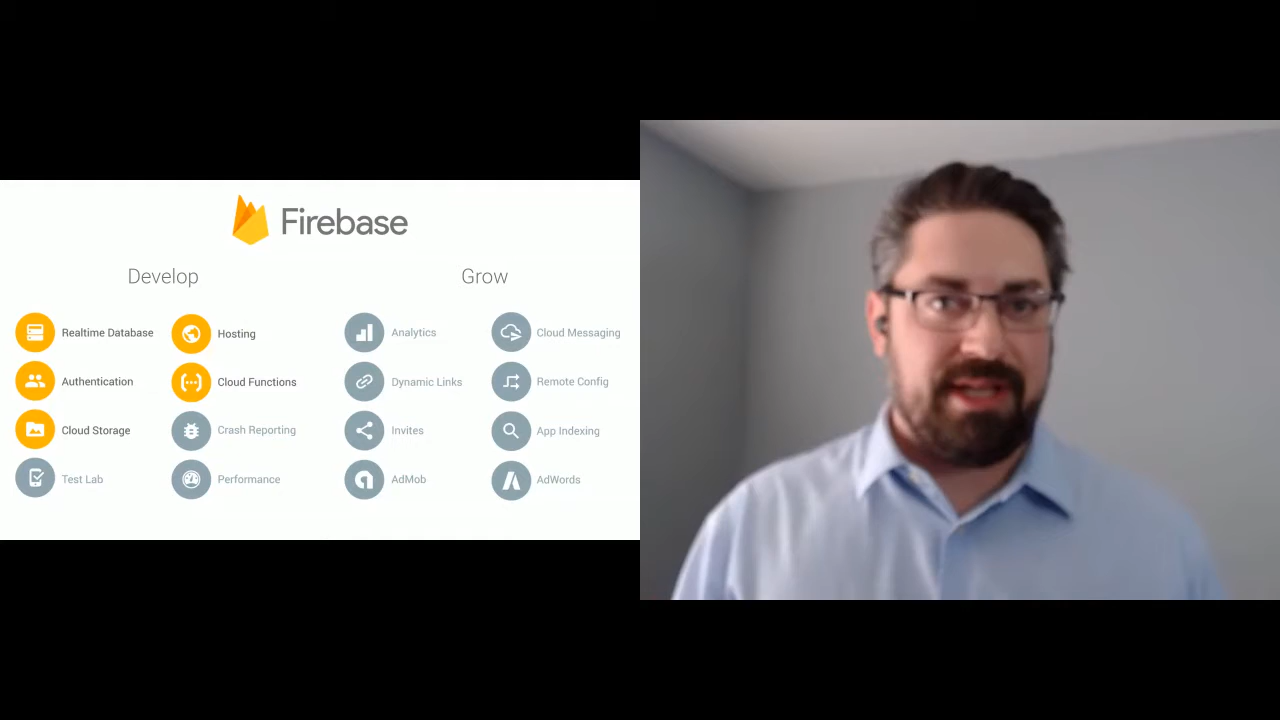 Firebase
Develop
Grow
Realtime Database
Hosting
Analytics
Cloud Messaging
Authentication
Cloud Functions
Dynamic Links
Remote Config
Cloud Storage
Crash Reporting
Invites
App Indexing
Test Lab
Performance
AdMob
AdWords